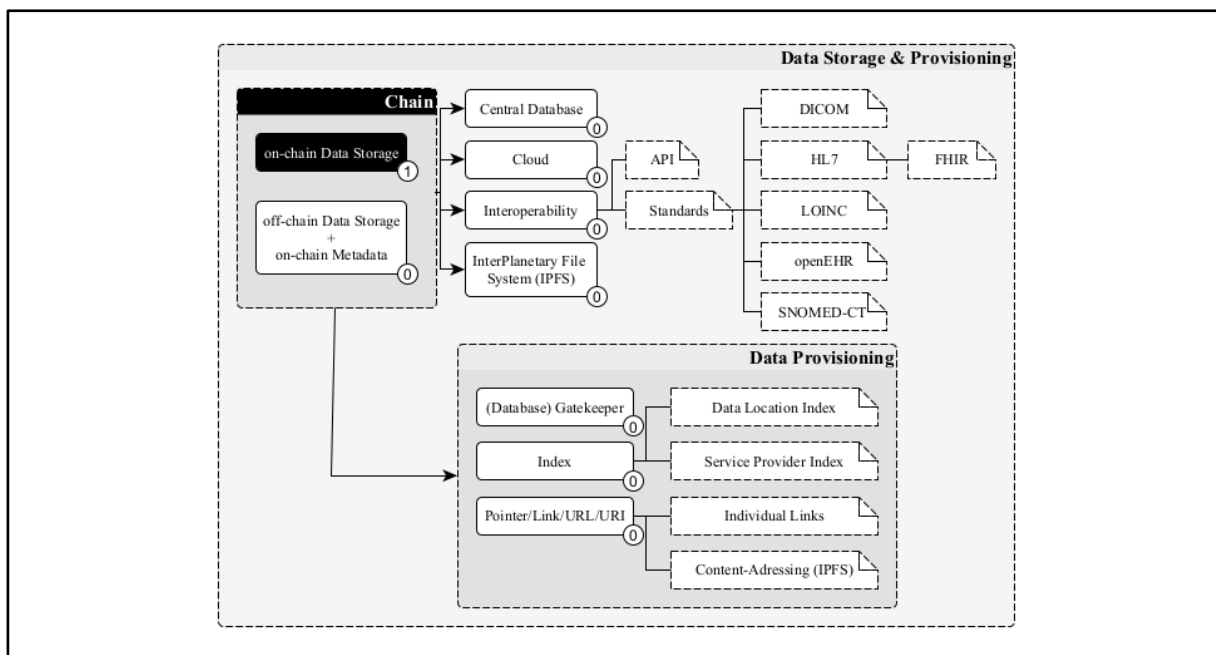 Data Storage & Provisioning
Chain
on-chain Data Storage
1
off-chain Data Storage
+
on-chain Metadata
0
Central Database
0
Cloud
0
Interoperability
0
InterPlanetary File
System (IPFS)
0
API
Standards
DICOM
HL7
FHIR
LOINC
openEHR
SNOMED-CT
Data Provisioning
(Database) Gatekeeper
0
Index
0
Pointer/Link/URL/URI
0
Data Location Index
Service Provider Index
Individual Links
Content-Adressing (IPFS)